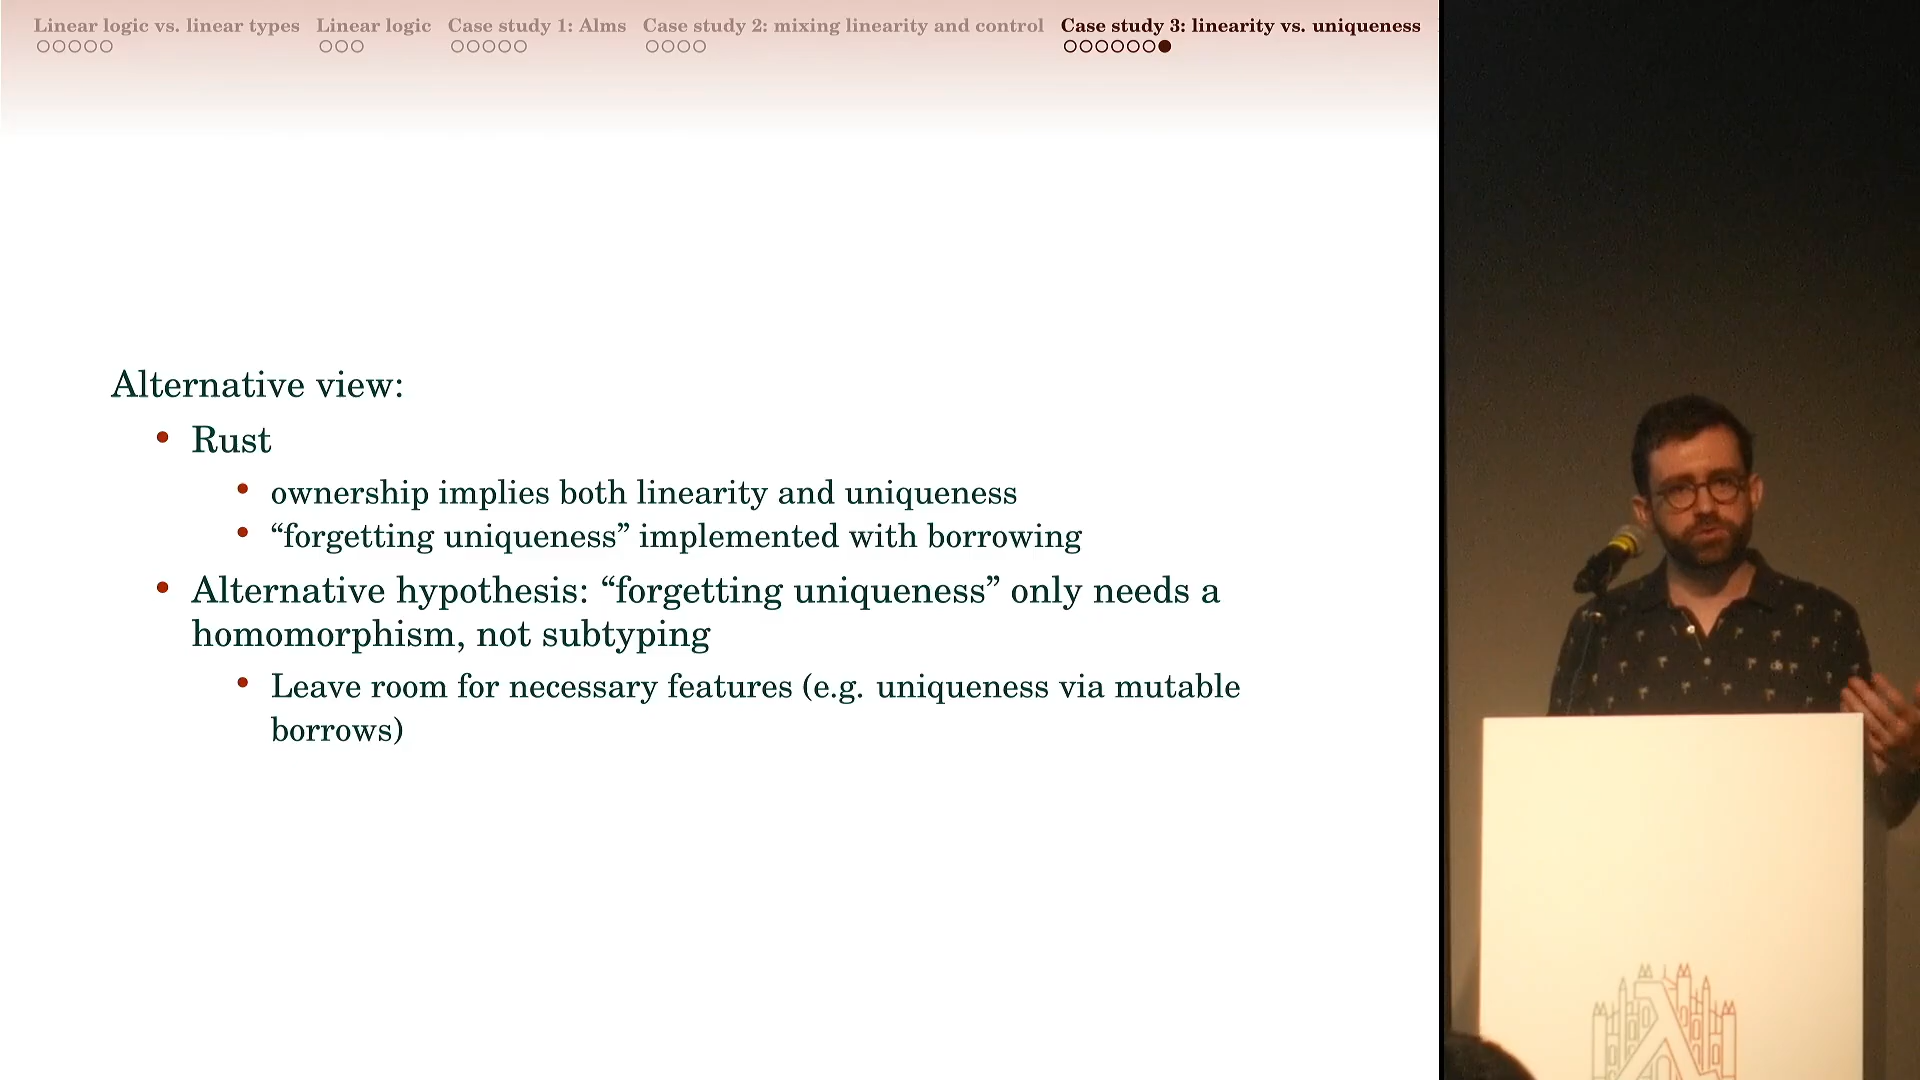 Linear logic vs. linear types Linear logic Case study 1: Alms Case study 2: mixing linearity and control Case study 3: linearity vs. uniqueness
Alternative view:
• Rust
• ownership implies both linearity and uniqueness
• “forgetting uniqueness” implemented with borrowing
• Alternative hypothesis: “forgetting uniqueness” only needs a
homomorphism, not subtyping
• Leave room for necessary features (e.g. uniqueness via mutable
borrows)